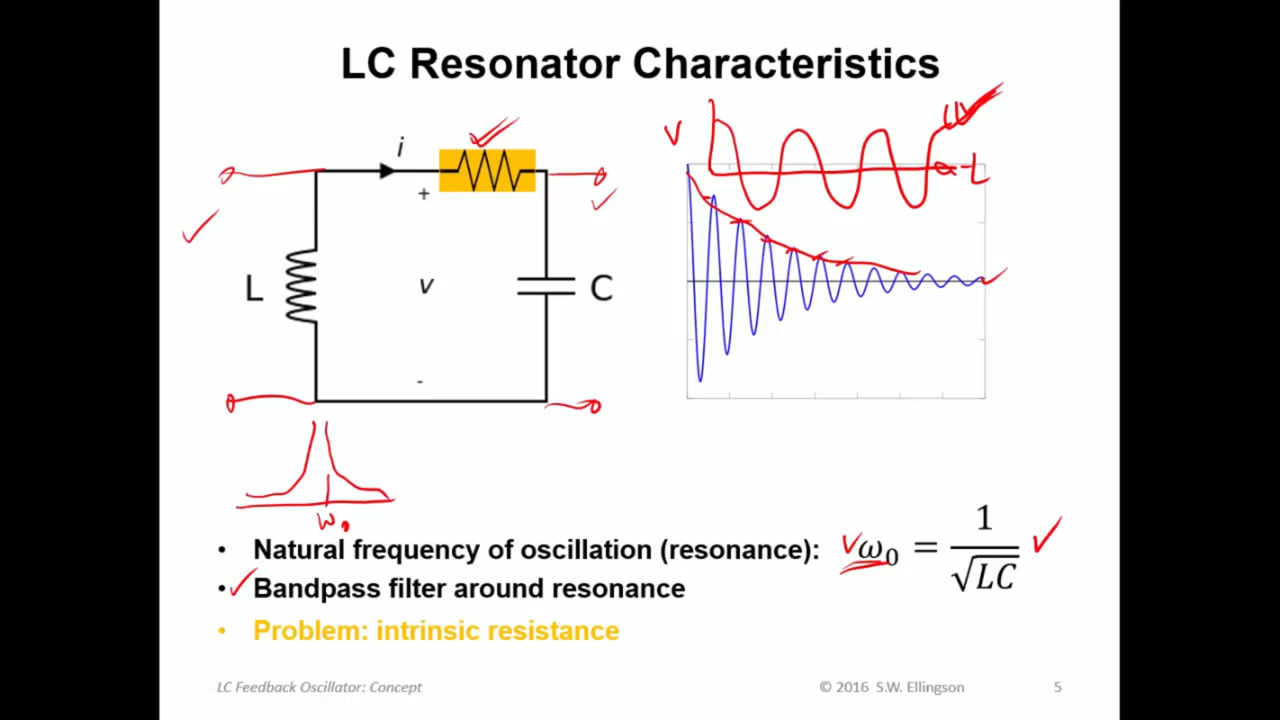 LC Resonator Characteristics
i
V
t
+
L
v
C
-
ω₀
• Natural frequency of oscillation (resonance): ω₀ = 1/√LC
• Bandpass filter around resonance
• Problem: intrinsic resistance
LC Feedback Oscillator: Concept © 2016 S.W. Ellingson 5